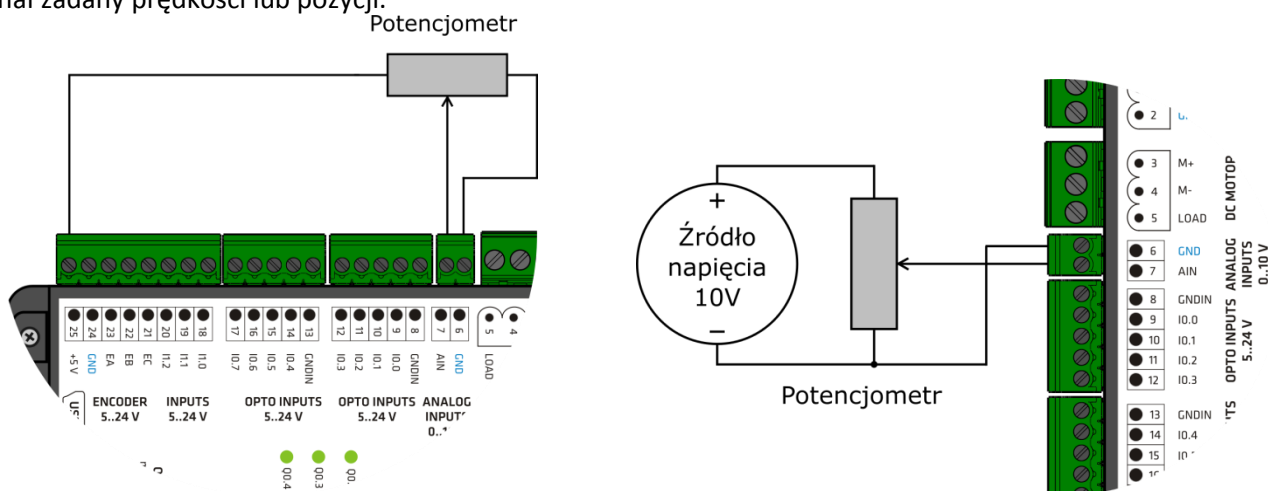 zadany prędkości lub pozycji.
Potencjometr
25 24 23 22 21 20 19 18 17 16 15 14 13 12 11 10 9 8 7 6 5 4
+5 V GND EA EB EC I1.2 I1.1 I1.0 I0.7 I0.6 I0.5 I0.4 GNDIN I0.3 I0.2 I0.1 I0.0 GNDIN AIN GND LOAD
ENCODER
5..24 V
INPUTS
5..24 V
OPTO INPUTS
5..24 V
OPTO INPUTS
5..24 V
ANALOG
Q0.4
Q0.3
+
Źródło
napięcia
10V
–
Potencjometr
2
3 M+
4 M-
5 LOAD
DC MOTOP
6 GND
7 AIN
ANALOG
INPUTS
0..10 V
8 GNDIN
9 I0.0
10 I0.1
11 I0.2
12 I0.3
OPTO INPUTS
5..24 V
13 GNDIN
14 I0.4
15